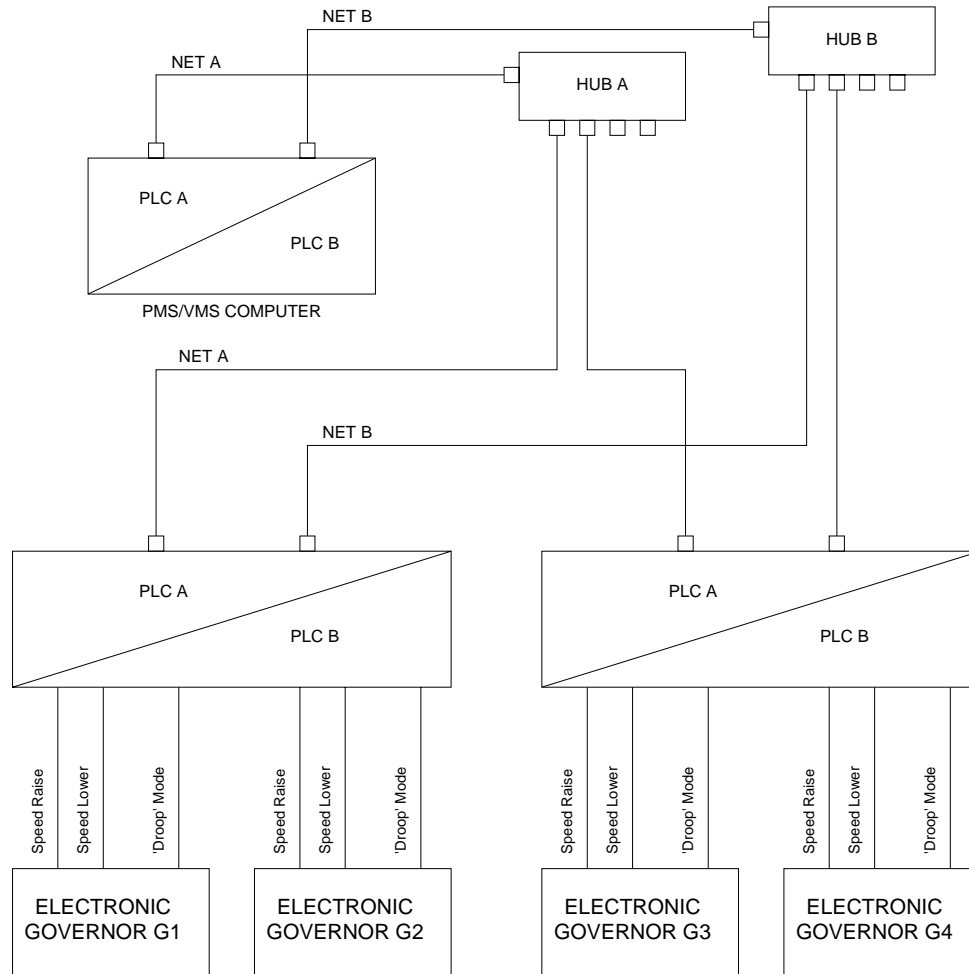 NET B
HUB B
NET A
HUB A
PLC A
PLC B
PMS/VMS COMPUTER
NET A
NET B
PLC A
PLC B
PLC A
PLC B
Speed Raise
Speed Lower
'Droop' Mode
Speed Raise
Speed Lower
'Droop' Mode
Speed Raise
Speed Lower
'Droop' Mode
Speed Raise
Speed Lower
'Droop' Mode
ELECTRONIC
GOVERNOR G1
ELECTRONIC
GOVERNOR G2
ELECTRONIC
GOVERNOR G3
ELECTRONIC
GOVERNOR G4